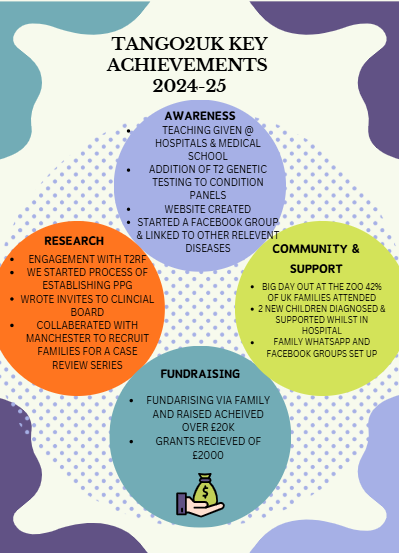 TANGO2UK KEY
ACHIEVEMENTS
2024-25
AWARENESS
• TEACHING GIVEN @
HOSPITALS & MEDICAL
SCHOOL
• ADDITION OF T2 GENETIC
TESTING TO CONDITION
PANELS
• WEBSITE CREATED
• STARTED A FACEBOOK GROUP
& LINKED TO OTHER RELEVENT
DISEASES
RESEARCH
• ENGAGEMENT WITH T2RF
• WE STARTED PROCESS OF
ESTABLISHING PPG
• WROTE INVITES TO CLINCIAL
BOARD
• COLLABERATED WITH
MANCHESTER TO RECRUIT
FAMILIES FOR A CASE
REVIEW SERIES
COMMUNITY &
SUPPORT
• BIG DAY OUT AT THE ZOO 42%
OF UK FAMILIES ATTENDED
• 2 NEW CHILDREN DIAGNOSED &
SUPPORTED WHILST IN
HOSPITAL
• FAMILY WHATSAPP AND
FACEBOOK GROUPS SET UP
FUNDRAISING
• FUNDARISING VIA FAMILY
AND RAISED ACHEIVED
OVER £20K
• GRANTS RECIEVED OF
£2000
$